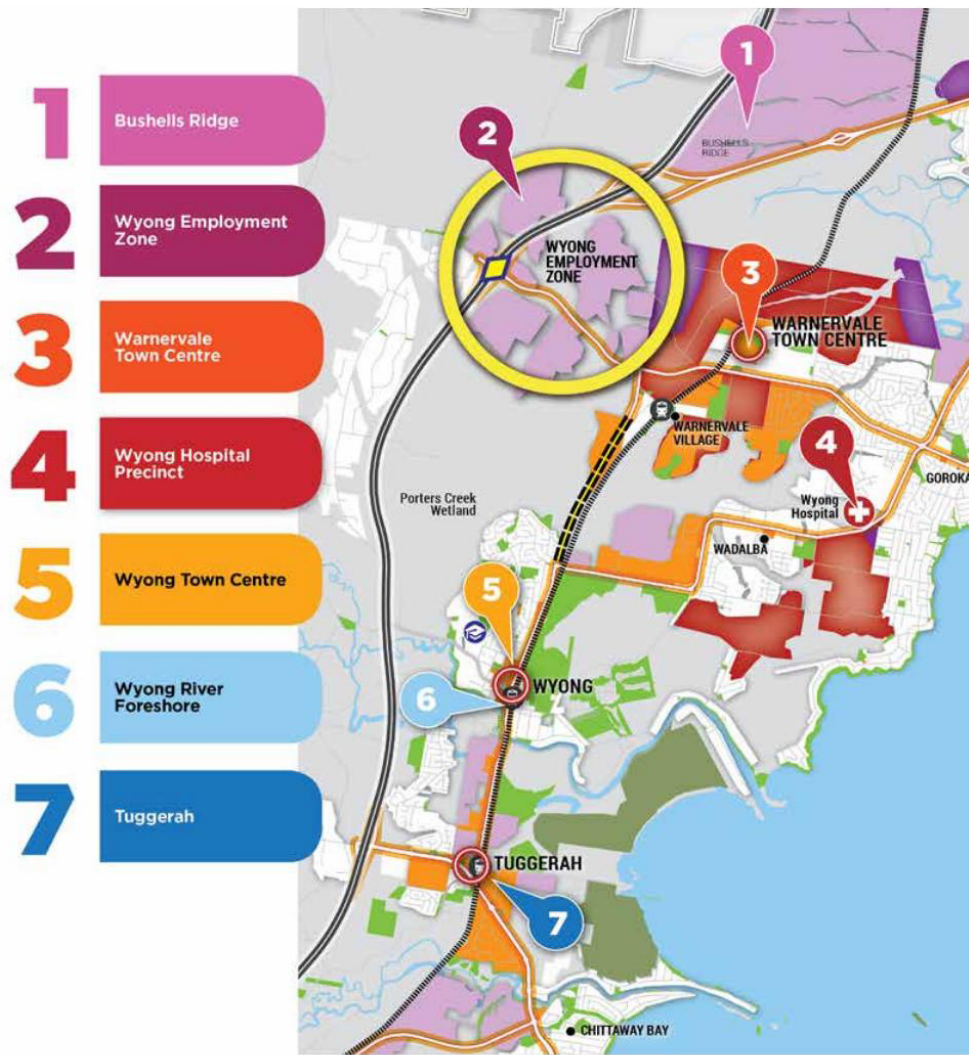 1
Bushells Ridge
2
Wyong Employment
Zone
3
Warnervale
Town Centre
4
Wyong Hospital
Precinct
5
Wyong Town Centre
6
Wyong River
Foreshore
7
Tuggerah
1
BUSHELLS
RIDGE
2
WYONG
EMPLOYMENT
ZONE
3
WARNERVALE
TOWN CENTRE
WARNERVALE
VILLAGE
4
GOROKA
Wyong
Hospital
Porters Creek
Wetland
WADALBA
5
WYONG
6
TUGGERAH
7
CHITTAWAY BAY